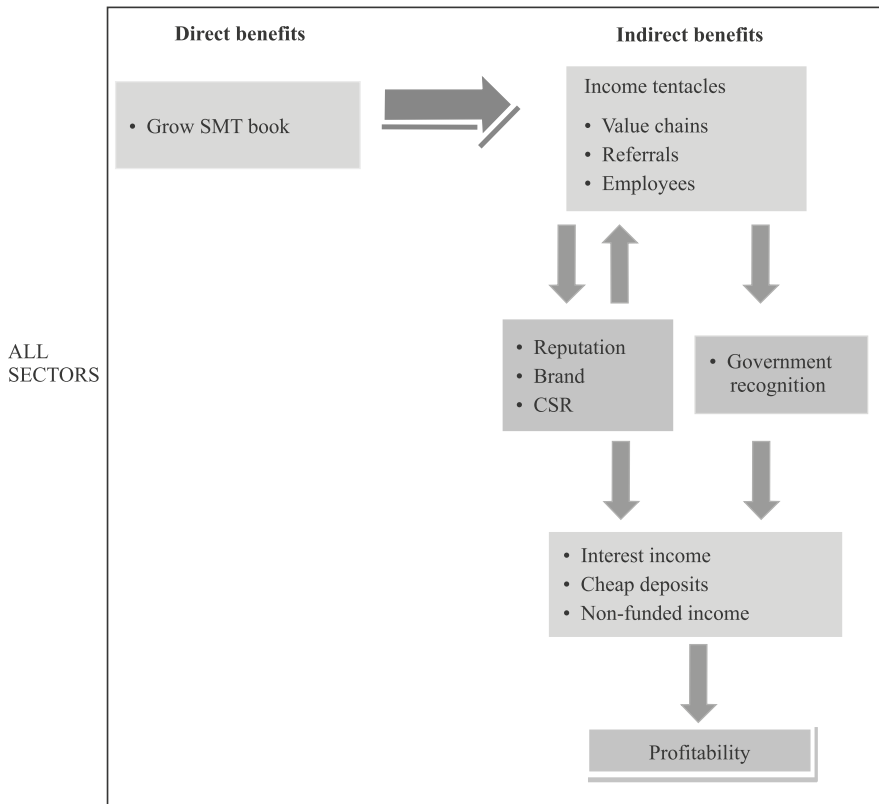 Direct benefits
Indirect benefits
• Grow SMT book
Income tentacles
• Value chains
• Referrals
• Employees
ALL
SECTORS
• Reputation
• Brand
• CSR
• Government
recognition
• Interest income
• Cheap deposits
• Non-funded income
Profitability